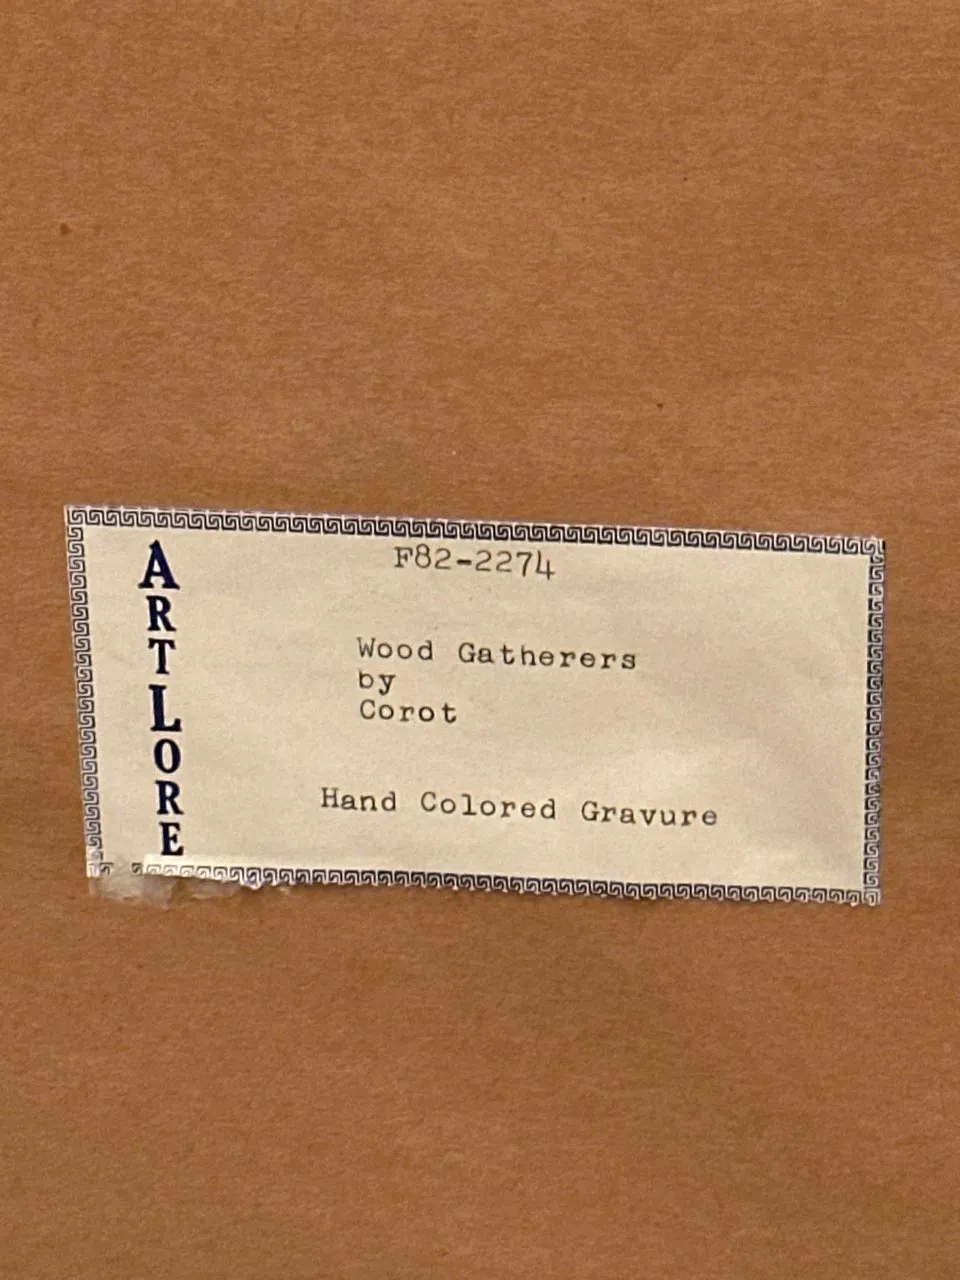 ARTLORE
F82-2274
Wood Gatherers
by
Corot
Hand Colored Gravure